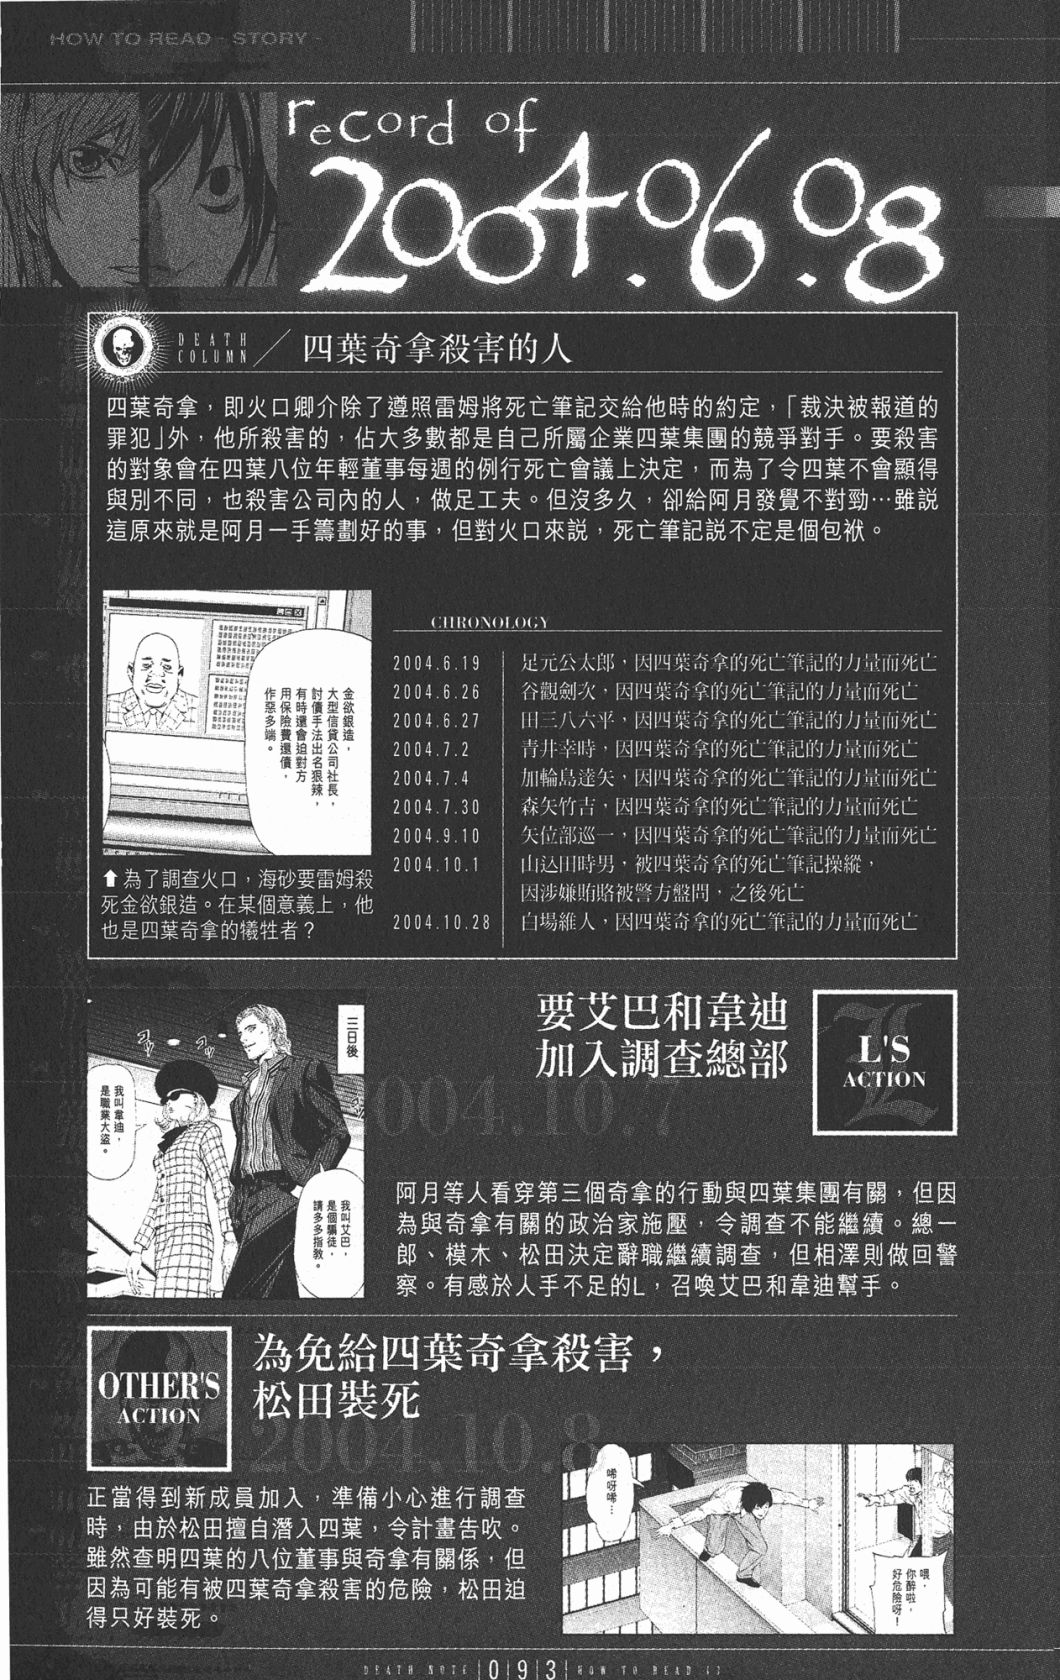 HOW TO READ - STORY -
record of
2004.06.08
DEATH
COLUMN
四葉奇拿殺害的人
四葉奇拿，即火口卿介除了遵照雷姆將死亡筆記交給他時的約定，「裁決被報道的
罪犯」外，他所殺害的，佔大多數都是自己所屬企業四葉集團的競爭對手。要殺害
的對象會在四葉八位年輕董事每週的例行死亡會議上決定，而為了令四葉不會顯得
與別不同，也殺害公司內的人，做足工夫。但沒多久，卻給阿月發覺不對勁…雖說
這原來就是阿月一手籌劃好的事，但對火口來說，死亡筆記說不定是個包袱。
金欲銀造，
大型信貸公司社長，
討債手法出名狠辣，
有時還會迫對方
用保險費還債，
作惡多端。
⬆為了調查火口，海砂要雷姆殺
死金欲銀造。在某個意義上，他
也是四葉奇拿的犧牲者？
CHRONOLOGY
2004.6.19 足元公太郎，因四葉奇拿的死亡筆記的力量而死亡
2004.6.26 谷觀劍次，因四葉奇拿的死亡筆記的力量而死亡
2004.6.27 田三八六平，因四葉奇拿的死亡筆記的力量而死亡
2004.7.2 青井幸時，因四葉奇拿的死亡筆記的力量而死亡
2004.7.4 加輪島達矢，因四葉奇拿的死亡筆記的力量而死亡
2004.7.30 森矢竹吉，因四葉奇拿的死亡筆記的力量而死亡
2004.9.10 矢位部巡一，因四葉奇拿的死亡筆記的力量而死亡
2004.10.1 山込田時男，被四葉奇拿的死亡筆記操縱，
因涉嫌賄賂被警方盤問，之後死亡
2004.10.28 白場維人，因四葉奇拿的死亡筆記的力量而死亡
要艾巴和韋迪
加入調查總部
L'S
ACTION
2004.10.7
三日後
我叫韋迪，
是職業大盜。
我叫艾巴，
是個騙徒，
請多多指教。
阿月等人看穿第三個奇拿的行動與四葉集團有關，但因
為與奇拿有關的政治家施壓，令調查不能繼續。總一
郎、模木、松田決定辭職繼續調查，但相澤則做回警
察。有感於人手不足的L，召喚艾巴和韋迪幫手。
OTHER'S
ACTION
為免給四葉奇拿殺害，
松田裝死
2004.10.8
正當得到新成員加入，準備小心進行調查
時，由於松田擅自潛入四葉，令計畫告吹。
雖然查明四葉的八位董事與奇拿有關係，但
因為可能有被四葉奇拿殺害的危險，松田迫
得只好裝死。
唏呀唏…
喂，
你醉啦，
好危險呀！
DEATH NOTE |0|9|3| HOW TO READ 13